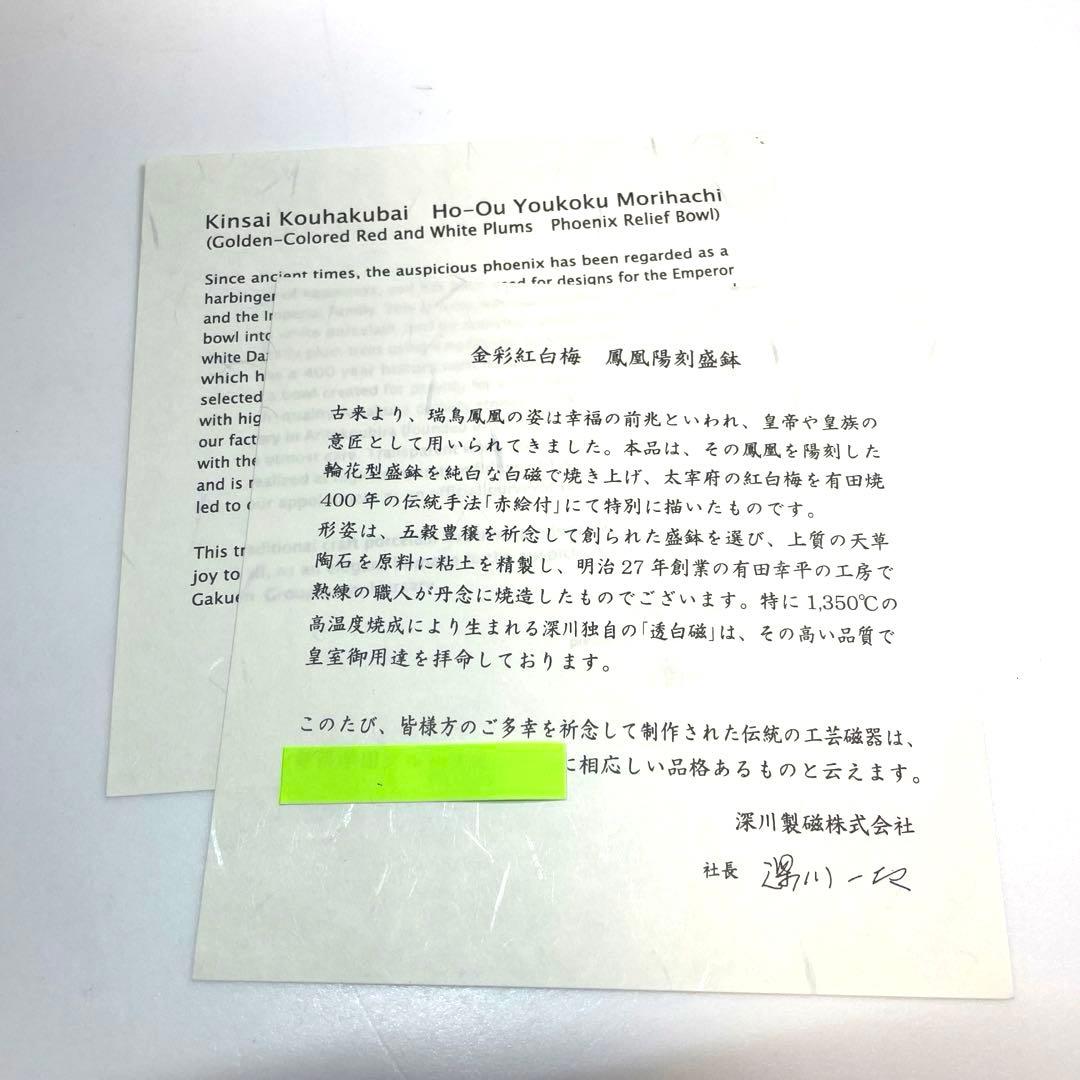 Kinsai Kouhakubai Ho-Ou Youkoku Morihachi
(Golden-Colored Red and White Plums Phoenix Relief Bowl)
Since ancient times, the auspicious phoenix has been regarded as a
harbinger for designs for the Emperor
and the
bowl into
white
which
selected
with
our factory
with the
and is
led to
This
joy to
金彩紅白梅 鳳凰陽刻盛鉢
古来より、瑞鳥鳳凰の姿は幸福の前兆といわれ、皇帝や皇族の
意匠として用いられてきました。本品は、その鳳凰を陽刻した
輪花型盛鉢を純白な白磁で焼き上げ、太宰府の紅白梅を有田焼
400年の伝統手法「赤絵付」にて特別に描いたものです。
形姿は、五穀豊穣を祈念して創られた盛鉢を選び、上質の天草
陶石を原料に粘土を精製し、明治27年創業の有田幸平の工房で
熟練の職人が丹念に焼造したものでございます。特に1,350℃の
高温度焼成により生まれる深川独自の「透白磁」は、その高い品質で
皇室御用達を拝命しております。
このたび、皆様方のご多幸を祈念して制作された伝統の工芸磁器は、
に相応しい品格あるものと云えます。
深川製磁株式会社
社長 深川一